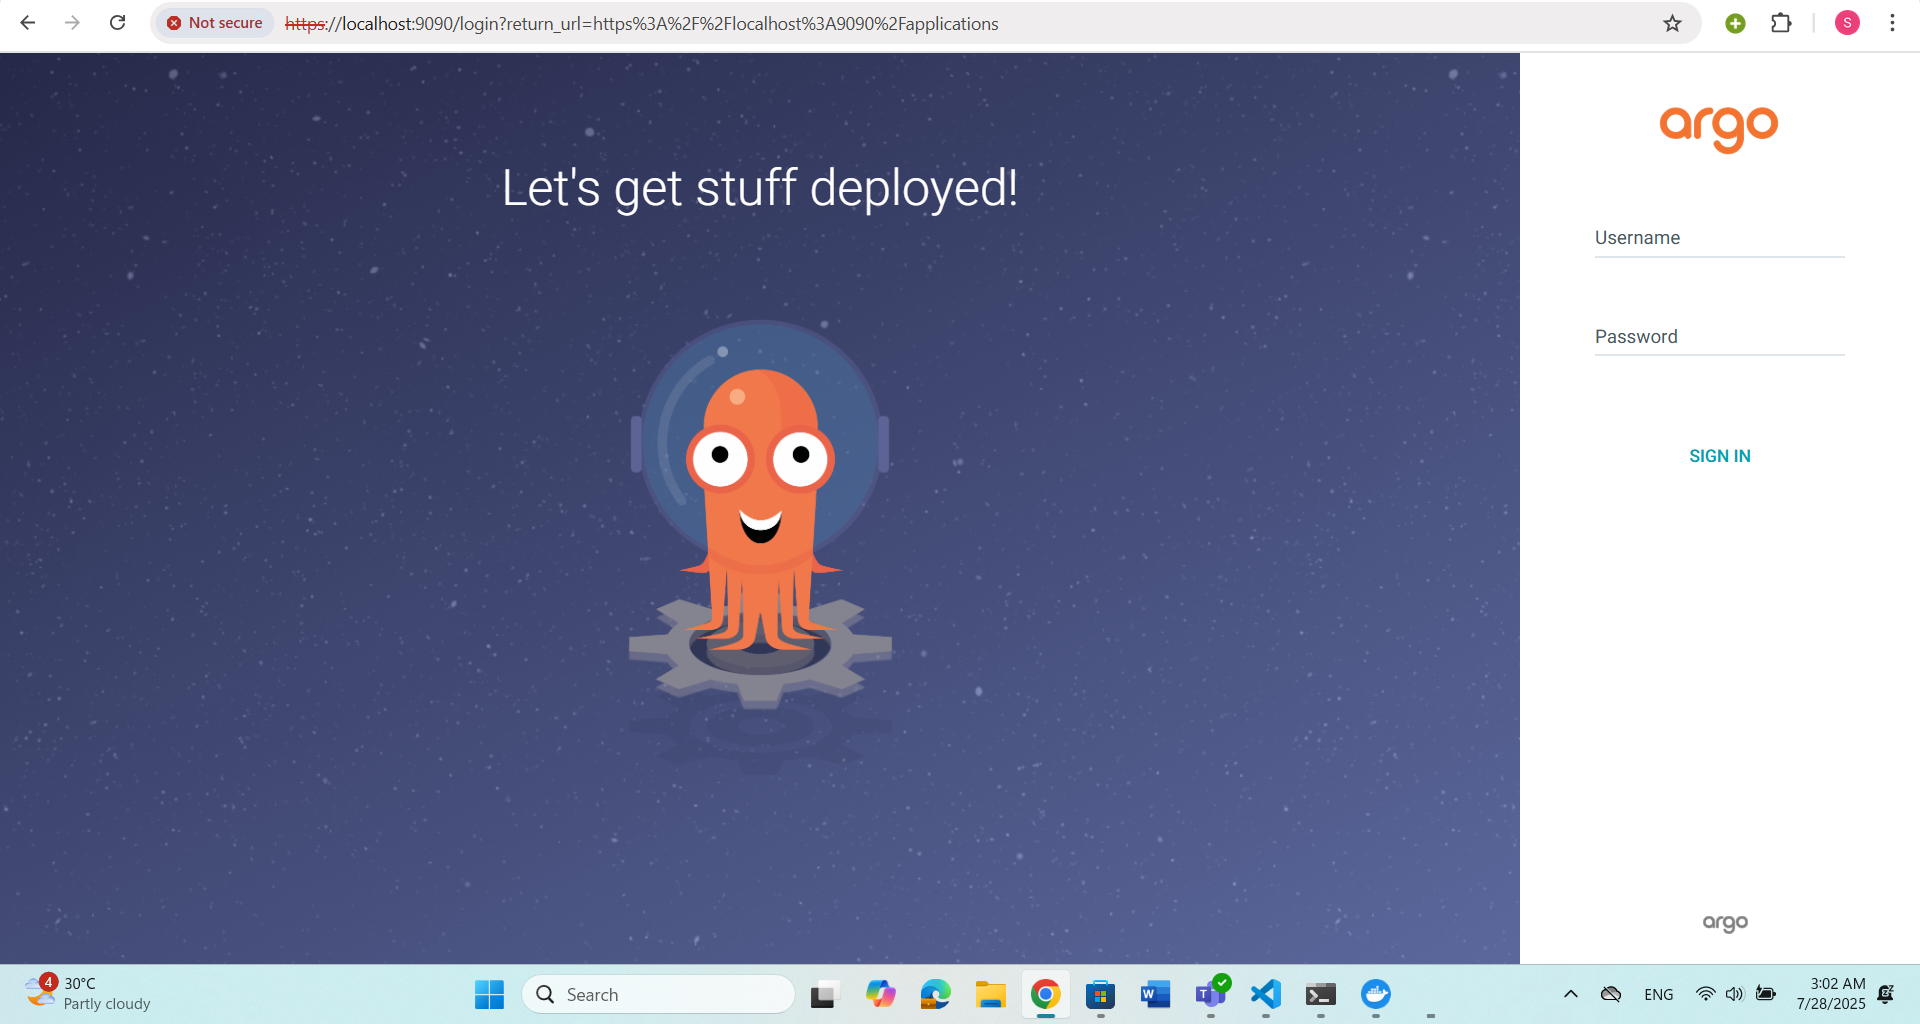 Not secure
https://localhost:9090/login?return_url=https%3A%2F%2Flocalhost%3A9090%2Fapplications
S
Let's get stuff deployed!
argo
Username
Password
SIGN IN
argo
4
30°C
Partly cloudy
Search
W
T
ENG
3:02 AM
7/28/2025